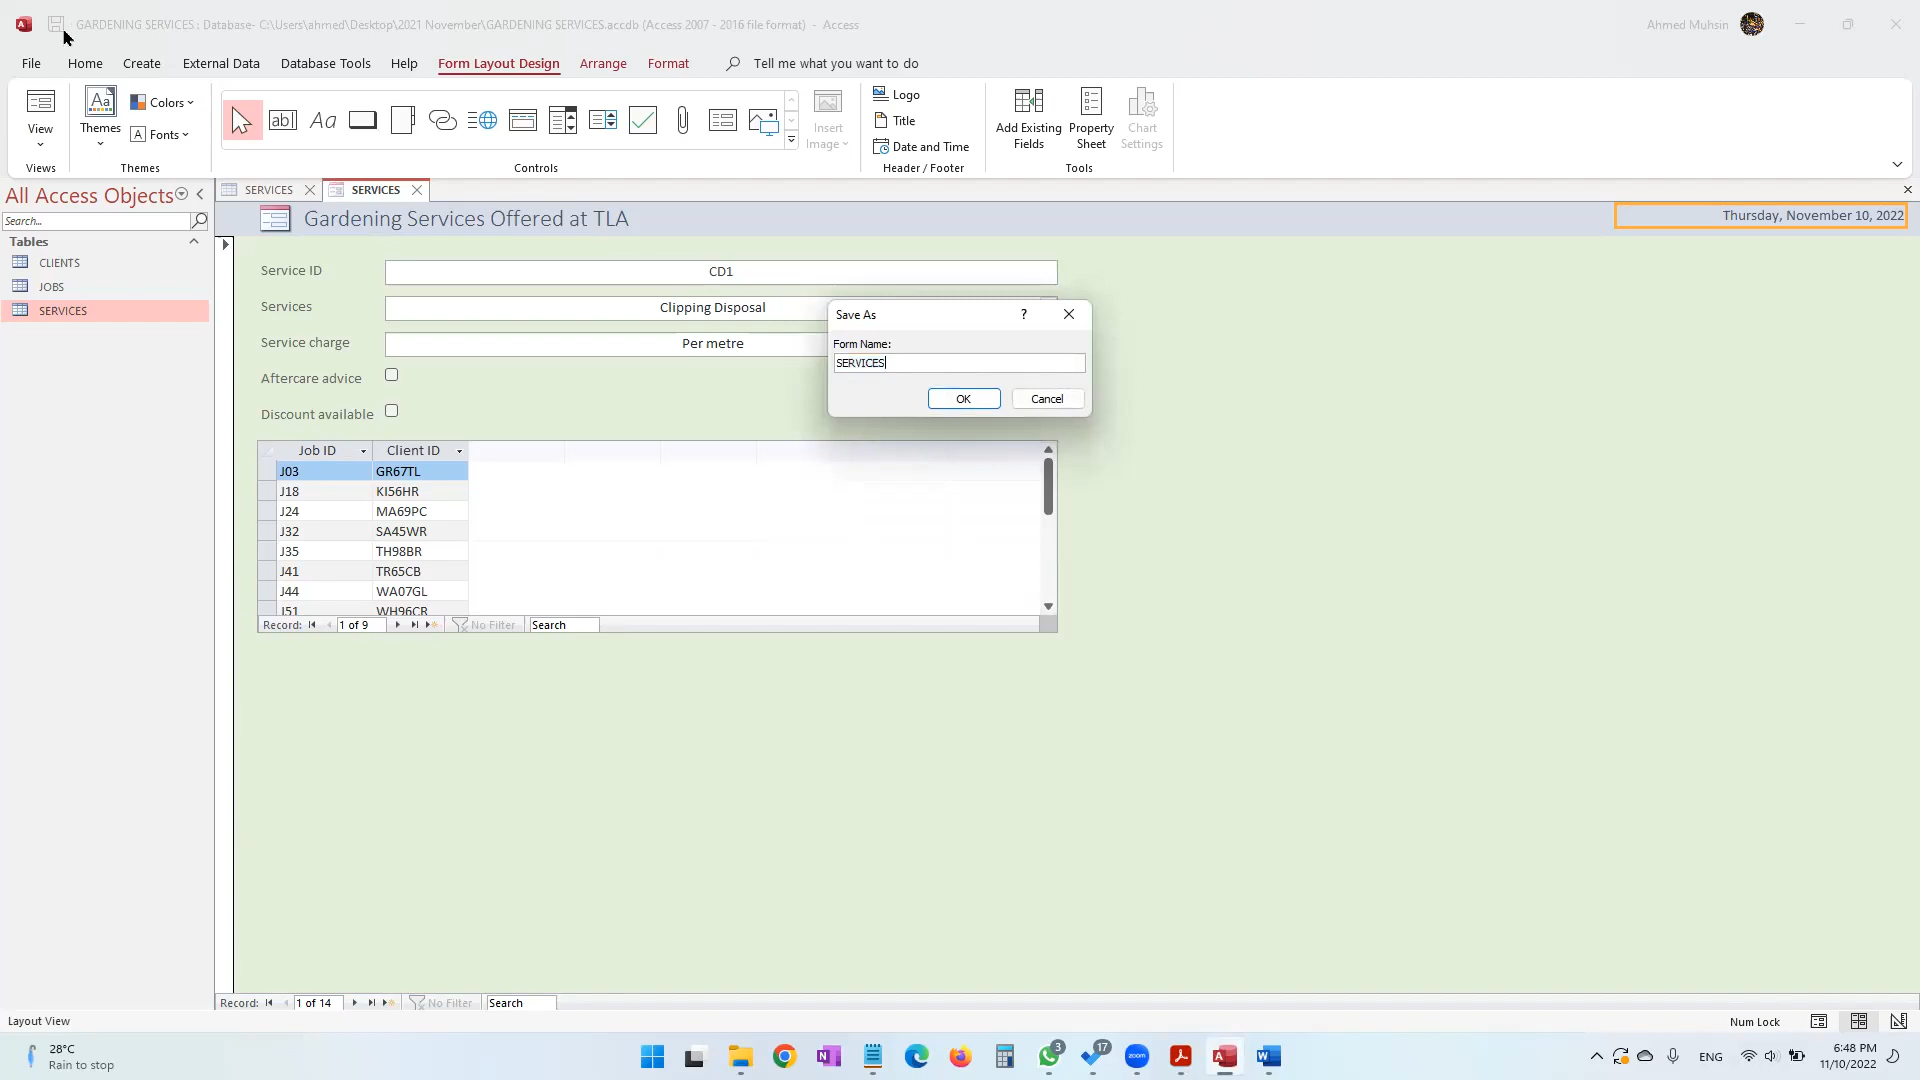 GARDENING SERVICES : Database- C:\Users\ahmed\Desktop\2021 November\GARDENING SERVICES.accdb (Access 2007 - 2016 file format) - Access
Ahmed Muhsin
File Home Create External Data Database Tools Help Form Layout Design Arrange Format Tell me what you want to do
View
Views
Themes
Colors
Fonts
Themes
ab|
Aa
Controls
Insert
Image
Logo
Title
Date and Time
Header / Footer
Add Existing
Fields
Property
Sheet
Chart
Settings
Tools
All Access Objects
Search...
Tables
CLIENTS
JOBS
SERVICES
SERVICES
SERVICES
Gardening Services Offered at TLA
Thursday, November 10, 2022
Service ID CD1
Services Clipping Disposal
Service charge Per metre
Aftercare advice
Discount available
Save As
?
Form Name:
SERVICES
OK Cancel
Job ID Client ID
J03 GR67TL
J18 KI56HR
J24 MA69PC
J32 SA45WR
J35 TH98BR
J41 TR65CB
J44 WA07GL
J51 WH96CR
Record: 1 of 9 No Filter Search
Record: 1 of 14 No Filter Search
Layout View
Num Lock
28°C
Rain to stop
3
17
zoom
ENG
6:48 PM
11/10/2022